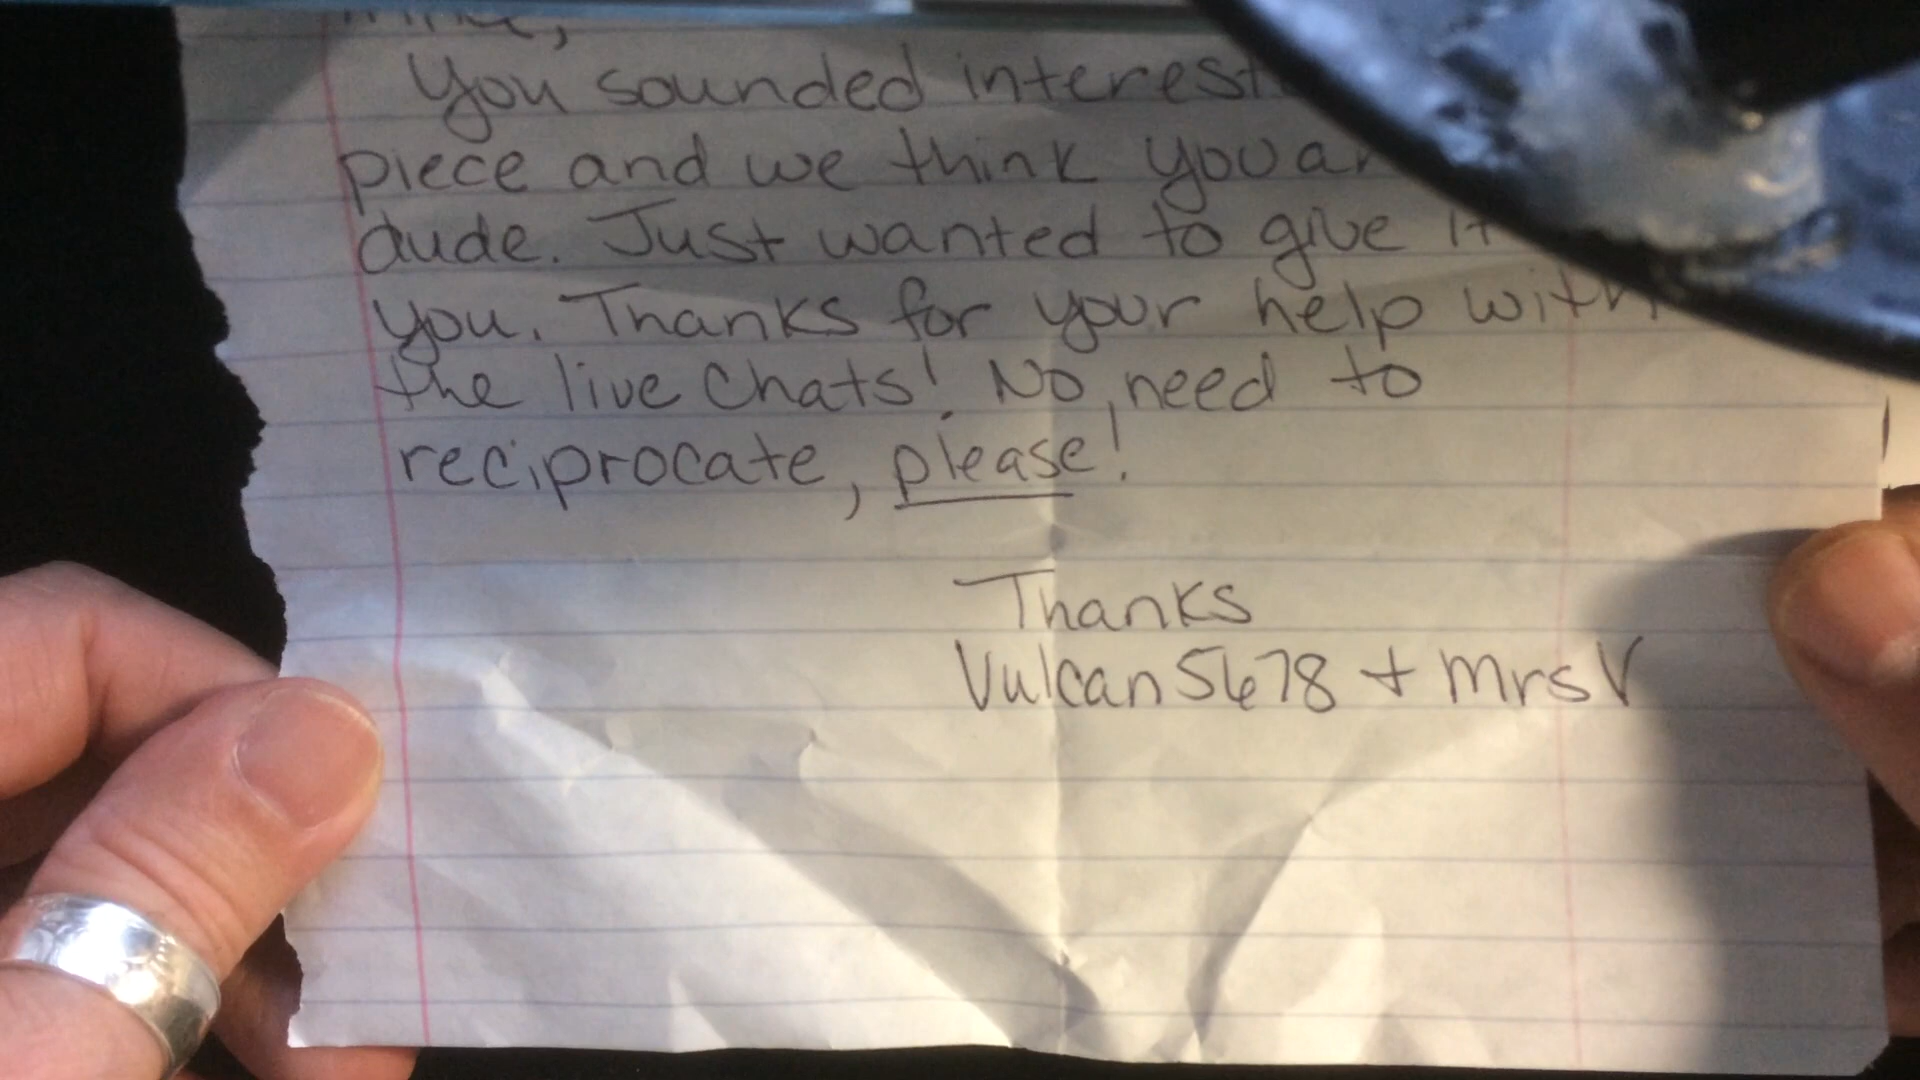 You sounded
piece and we think you
dude. Just wanted to give it
you. Thanks for your help with
the live chats! No need to
reciprocate, please!
Thanks
Vulcan5678 + Mrs V